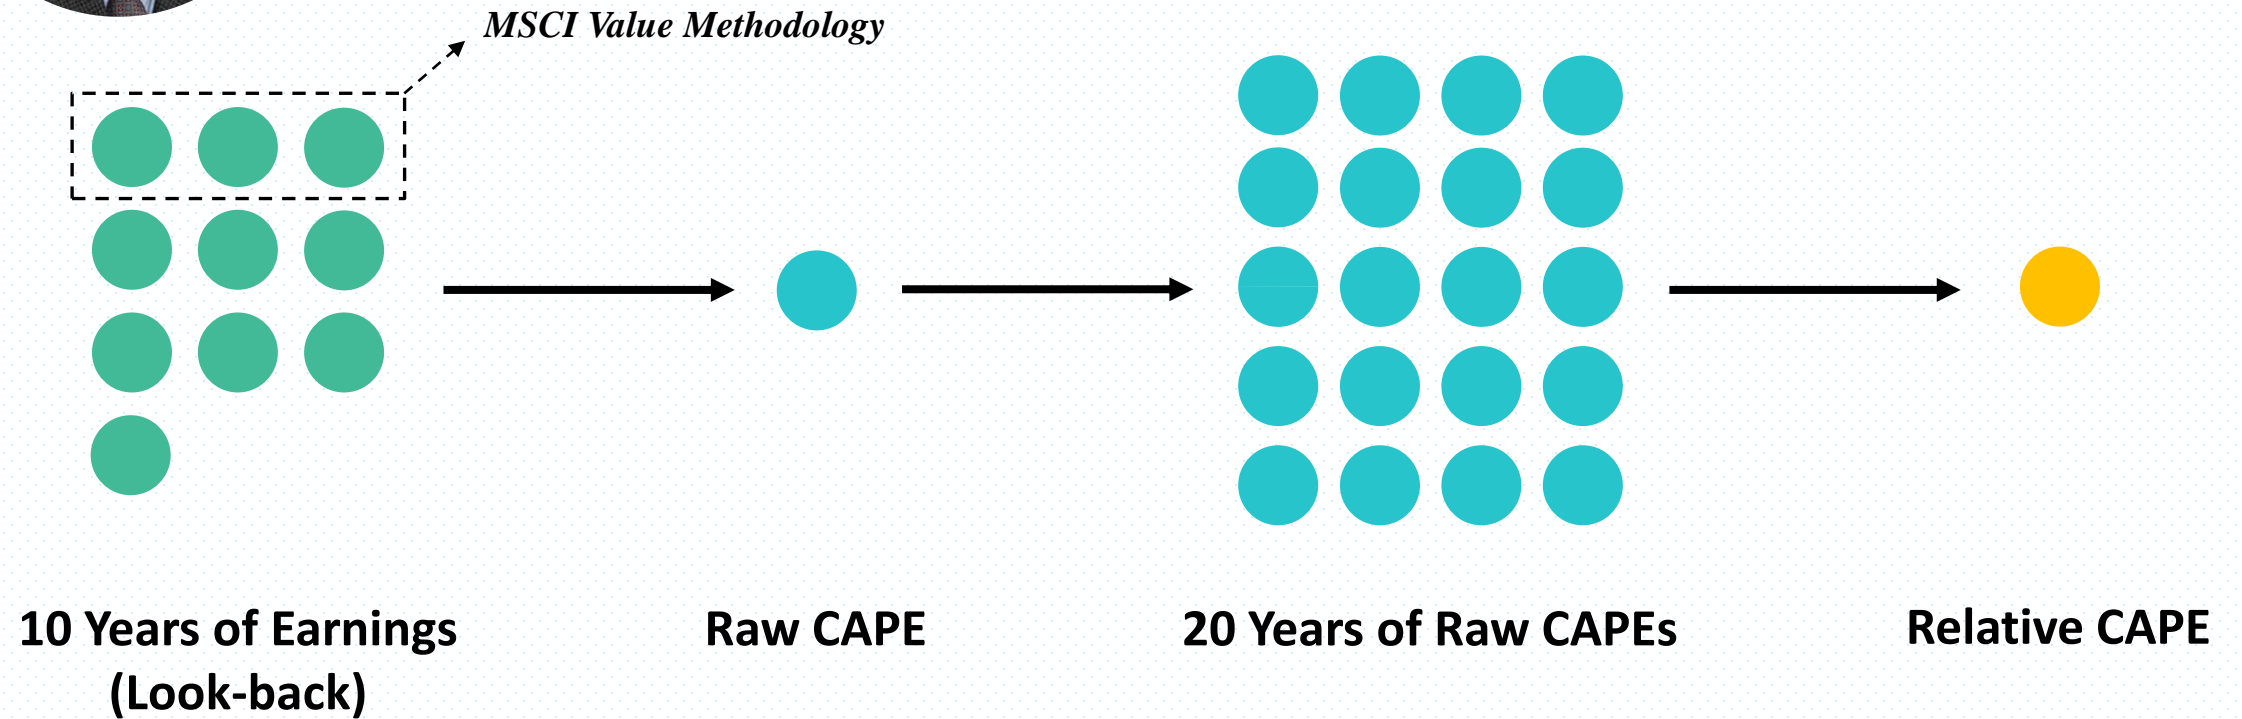 MSCI Value Methodology
10 Years of Earnings
(Look-back)
Raw CAPE
20 Years of Raw CAPEs
Relative CAPE